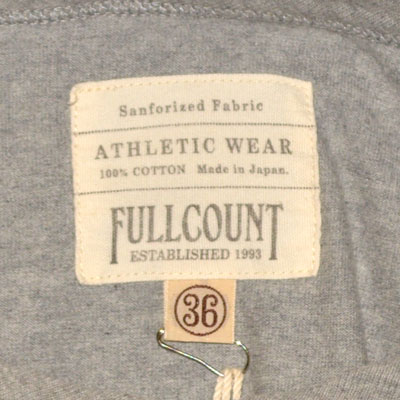 Sanforized Fabric
ATHLETIC WEAR
100% COTTON Made in Japan.
FULLCOUNT
ESTABLISHED 1993
36